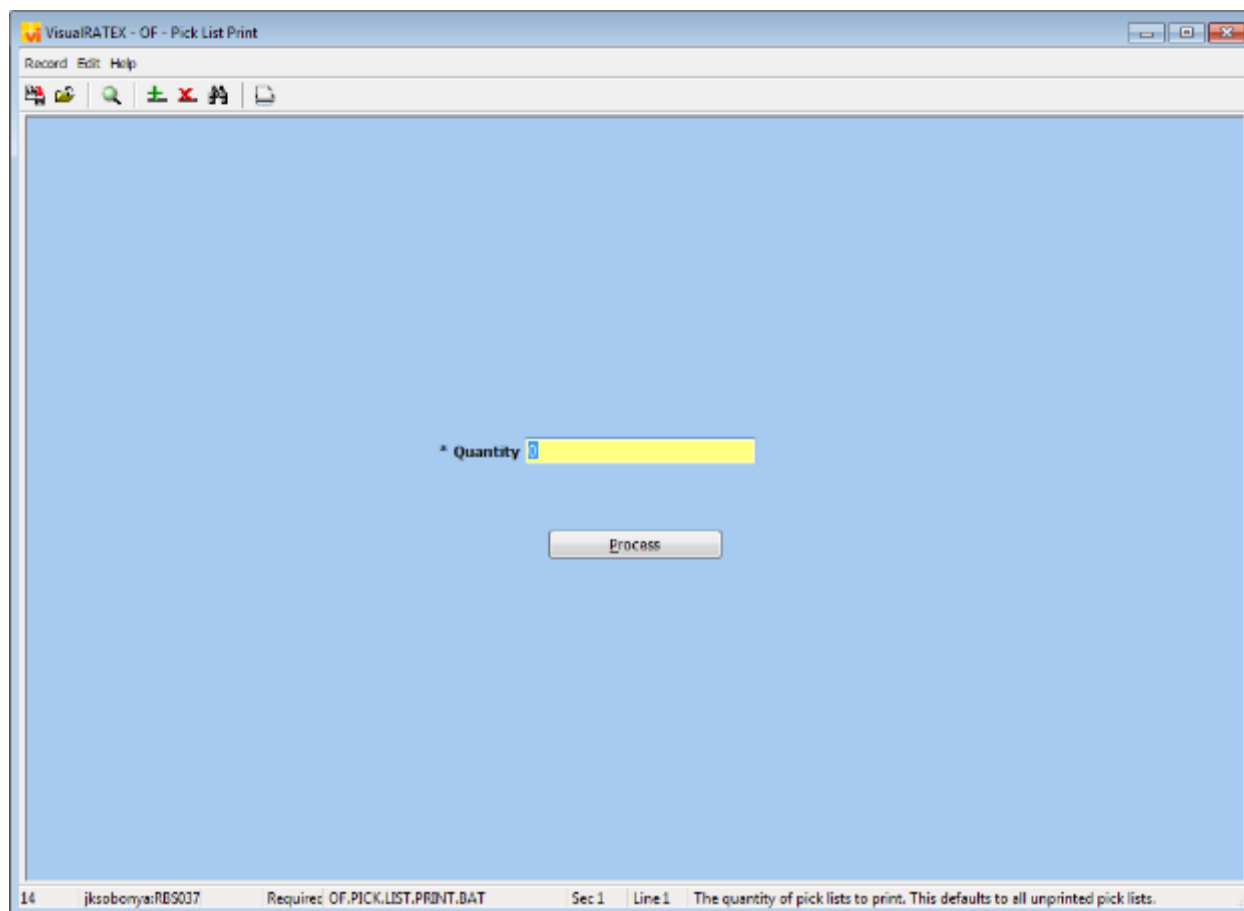 VisualRATEX - OF - Pick List Print
Record Edit Help
* Quantity 0
Process
14 jksobonya:RBS037 Required OF.PICK.LIST.PRINT.BAT Sec 1 Line 1 The quantity of pick lists to print. This defaults to all unprinted pick lists.